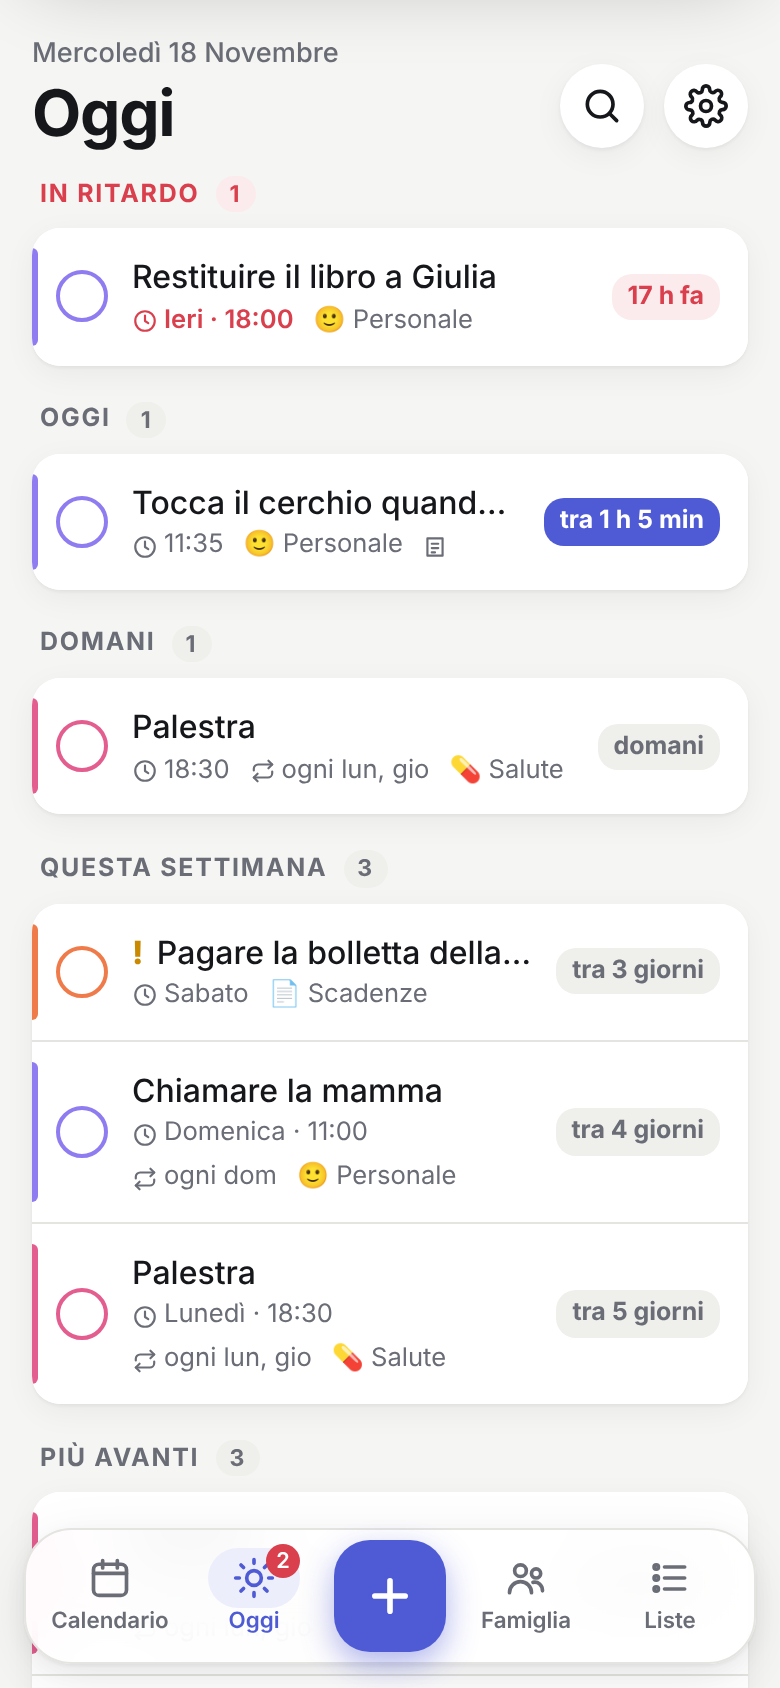 Mercoledì 18 Novembre
Oggi
IN RITARDO 1
Restituire il libro a Giulia
Ieri · 18:00 🙂 Personale
17 h fa
OGGI 1
Tocca il cerchio quand...
11:35 🙂 Personale
tra 1 h 5 min
DOMANI 1
Palestra
18:30 ogni lun, gio 💊 Salute
domani
QUESTA SETTIMANA 3
! Pagare la bolletta della...
Sabato 📄 Scadenze
tra 3 giorni
Chiamare la mamma
Domenica · 11:00
ogni dom 🙂 Personale
tra 4 giorni
Palestra
Lunedì · 18:30
ogni lun, gio 💊 Salute
tra 5 giorni
PIÙ AVANTI 3
Calendario
Oggi 2
+
Famiglia
Liste